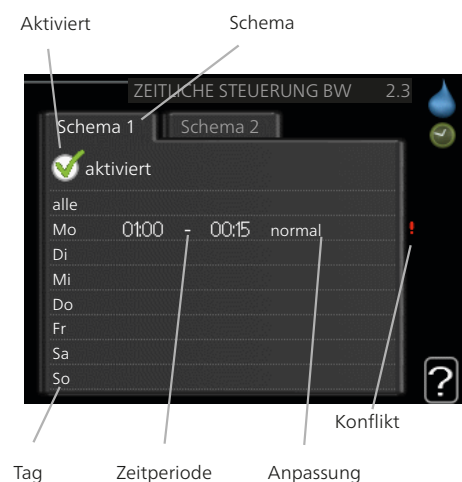 Aktiviert Schema
ZEITLICHE STEUERUNG BW 2.3
Schema 1 Schema 2
aktiviert
alle
Mo 01:00 - 00:15 normal !
Di
Mi
Do
Fr
Sa
So ?
Konflikt
Tag Zeitperiode Anpassung